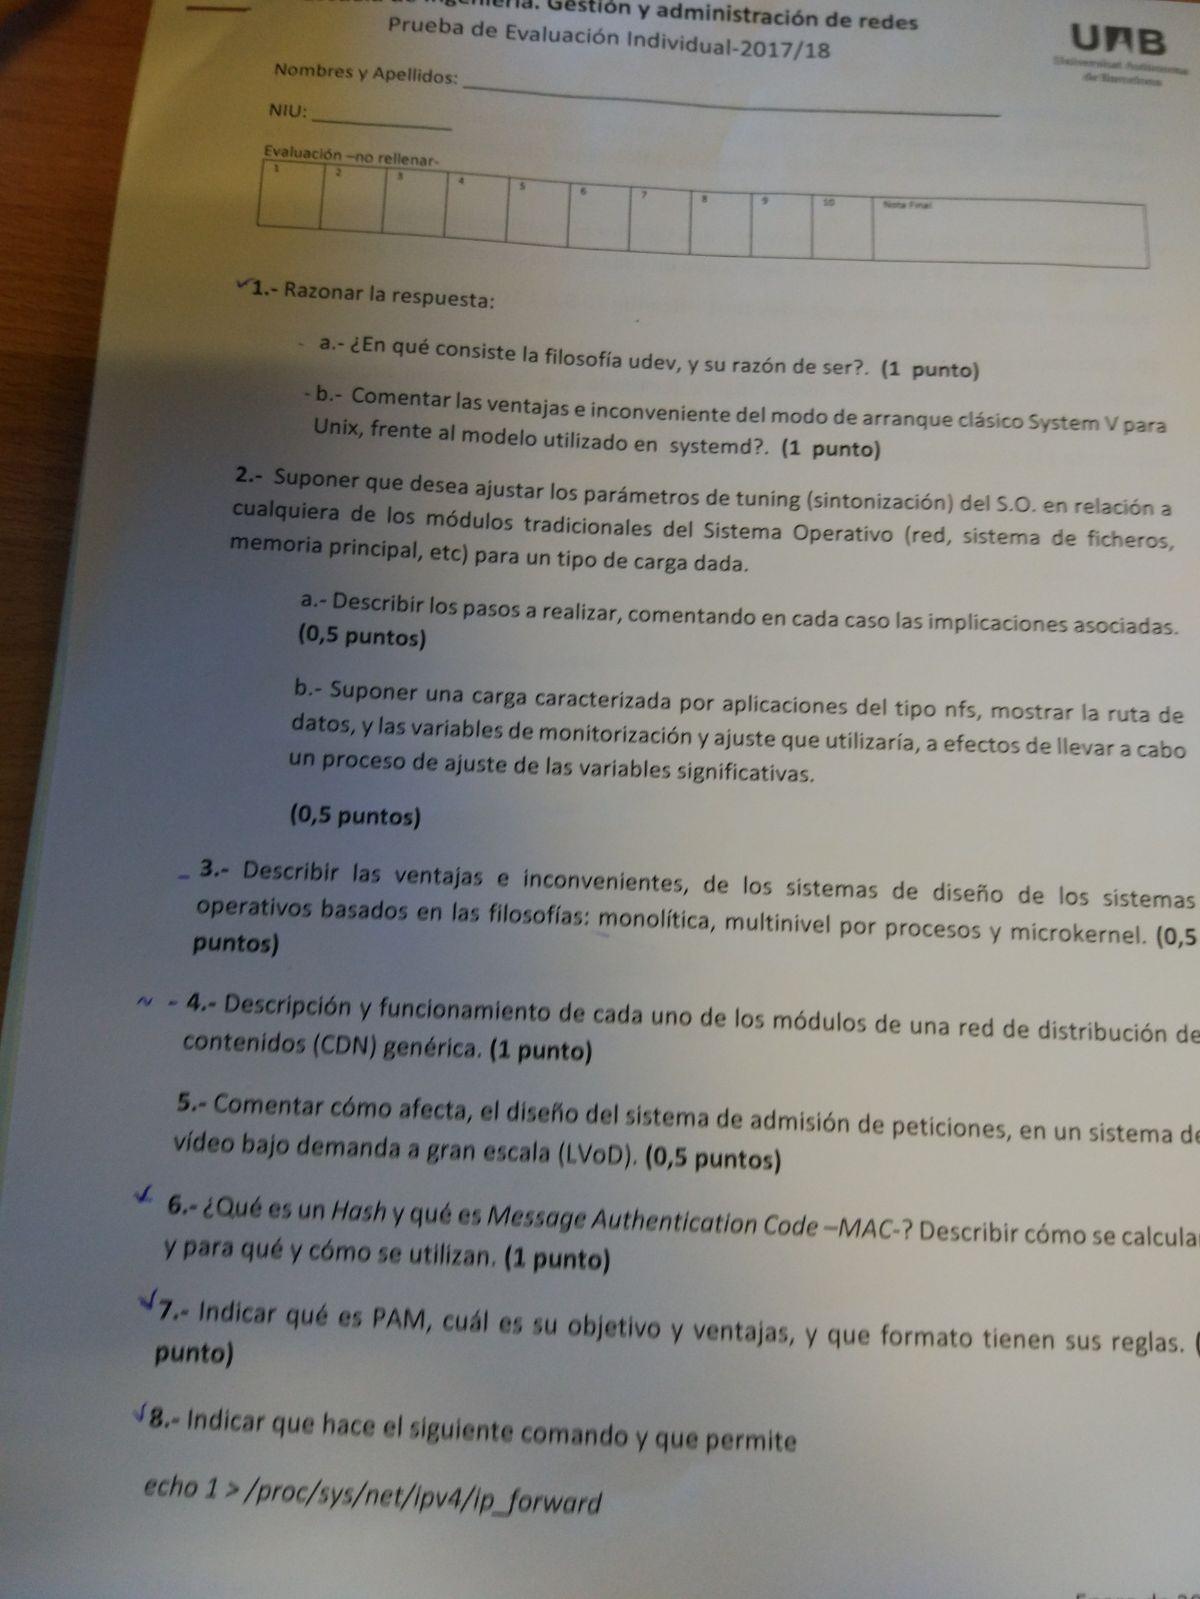 Gestión y administración de redes
Prueba de Evaluación Individual-2017/18
UAB
Universitat Autònoma
de Barcelona
Nombres y Apellidos: ____________________
NIU: ____________
Evaluación –no rellenar-
1 2 3 4 5 6 7 8 9 10 Nota Final
1.- Razonar la respuesta:
a.- ¿En qué consiste la filosofía udev, y su razón de ser?. (1 punto)
b.- Comentar las ventajas e inconveniente del modo de arranque clásico System V para
Unix, frente al modelo utilizado en systemd?. (1 punto)
2.- Suponer que desea ajustar los parámetros de tuning (sintonización) del S.O. en relación a
cualquiera de los módulos tradicionales del Sistema Operativo (red, sistema de ficheros,
memoria principal, etc) para un tipo de carga dada.
a.- Describir los pasos a realizar, comentando en cada caso las implicaciones asociadas.
(0,5 puntos)
b.- Suponer una carga caracterizada por aplicaciones del tipo nfs, mostrar la ruta de
datos, y las variables de monitorización y ajuste que utilizaría, a efectos de llevar a cabo
un proceso de ajuste de las variables significativas.
(0,5 puntos)
3.- Describir las ventajas e inconvenientes, de los sistemas de diseño de los sistemas
operativos basados en las filosofías: monolítica, multinivel por procesos y microkernel. (0,5
puntos)
4.- Descripción y funcionamiento de cada uno de los módulos de una red de distribución de
contenidos (CDN) genérica. (1 punto)
5.- Comentar cómo afecta, el diseño del sistema de admisión de peticiones, en un sistema de
vídeo bajo demanda a gran escala (LVoD). (0,5 puntos)
6.- ¿Qué es un Hash y qué es Message Authentication Code –MAC-? Describir cómo se calcula
y para qué y cómo se utilizan. (1 punto)
7.- Indicar qué es PAM, cuál es su objetivo y ventajas, y que formato tienen sus reglas. (
punto)
8.- Indicar que hace el siguiente comando y que permite
echo 1 > /proc/sys/net/ipv4/ip_forward